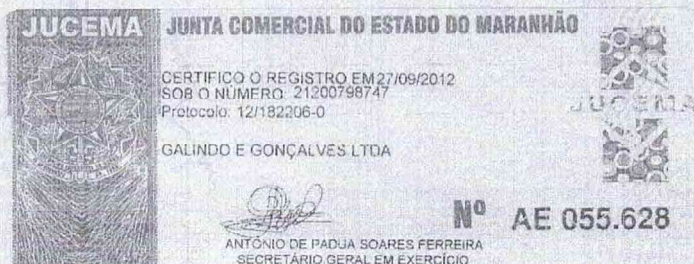 JUCEMA
JUNTA COMERCIAL DO ESTADO DO MARANHÃO
CERTIFICO O REGISTRO EM 27/09/2012
SOB O NÚMERO: 21200798747
Protocolo: 12/182206-0
JUCEMA
GALINDO E GONÇALVES LTDA
Nº AE 055.628
ANTÔNIO DE PADUA SOARES FERREIRA
SECRETÁRIO GERAL EM EXERCÍCIO